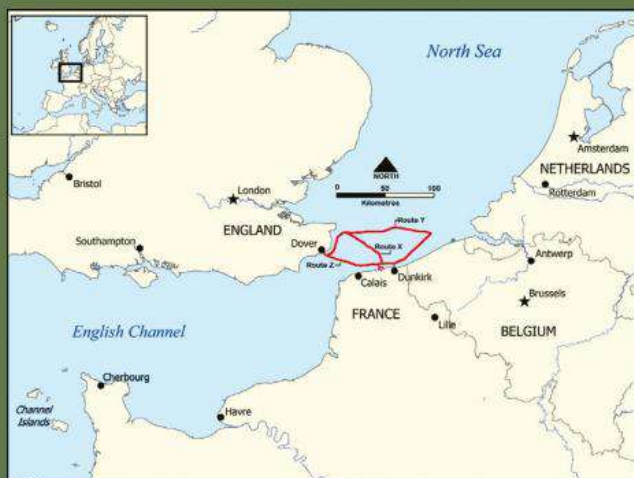 North Sea
Amsterdam
NETHERLANDS
NORTH
0 50 100
Kilometres
Rotterdam
Bristol
London
Route Y
ENGLAND
Southampton
Dover
Route X
Route Z
Antwerp
Calais
Dunkirk
Brussels
FRANCE
Lille
BELGIUM
English Channel
Cherbourg
Channel
Islands
Havre